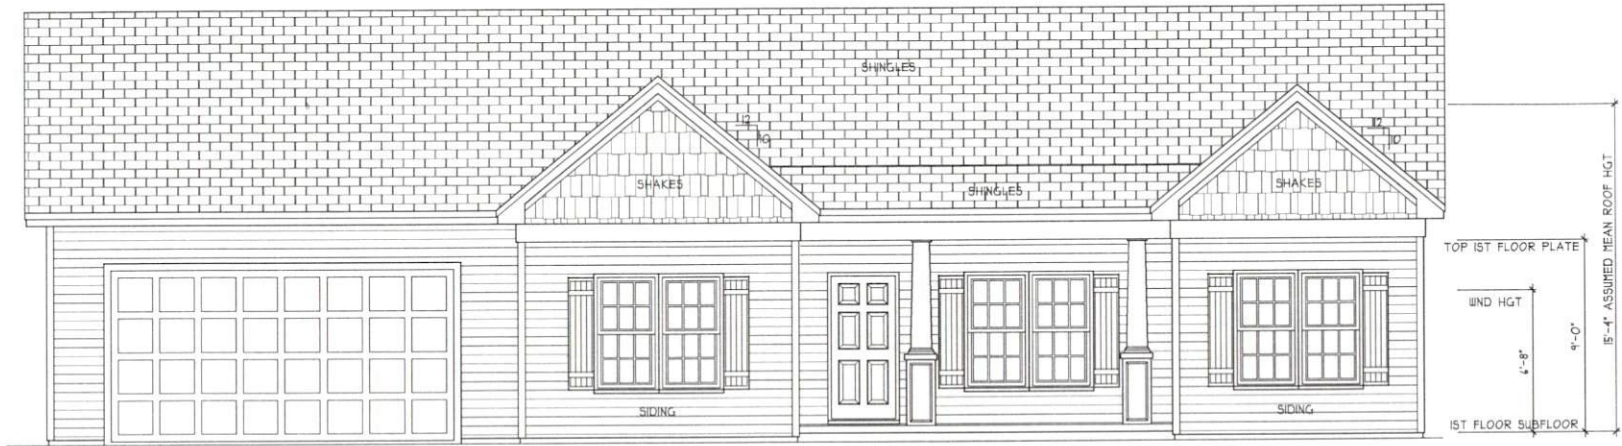 SHINGLES
12
10
12
10
SHAKES
SHINGLES
SHAKES
TOP 1ST FLOOR PLATE
WND HGT
6'-8"
9'-0"
15'-4" ASSUMED MEAN ROOF HGT
SIDING
SIDING
1ST FLOOR SUBFLOOR